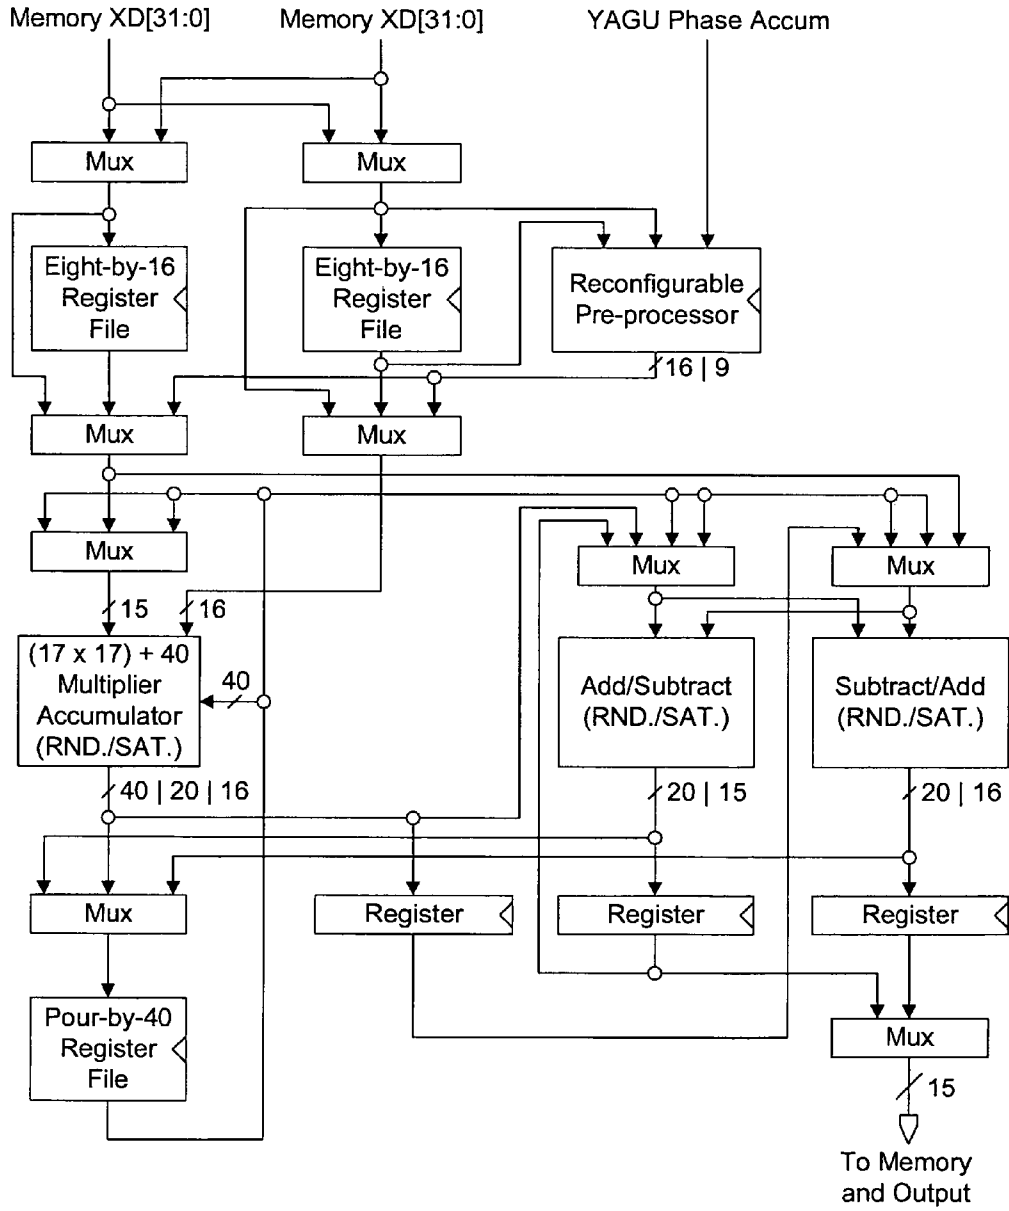 Memory XD[31:0]
Memory XD[31:0]
YAGU Phase Accum
Mux
Mux
Eight-by-16
Register
File
Eight-by-16
Register
File
Reconfigurable
Pre-processor
16 | 9
Mux
Mux
Mux
Mux
Mux
15
16
(17 x 17) + 40
Multiplier
Accumulator
(RND./SAT.)
40
Add/Subtract
(RND./SAT.)
Subtract/Add
(RND./SAT.)
40 | 20 | 16
20 | 15
20 | 16
Mux
Register
Register
Register
Pour-by-40
Register
File
Mux
15
To Memory
and Output